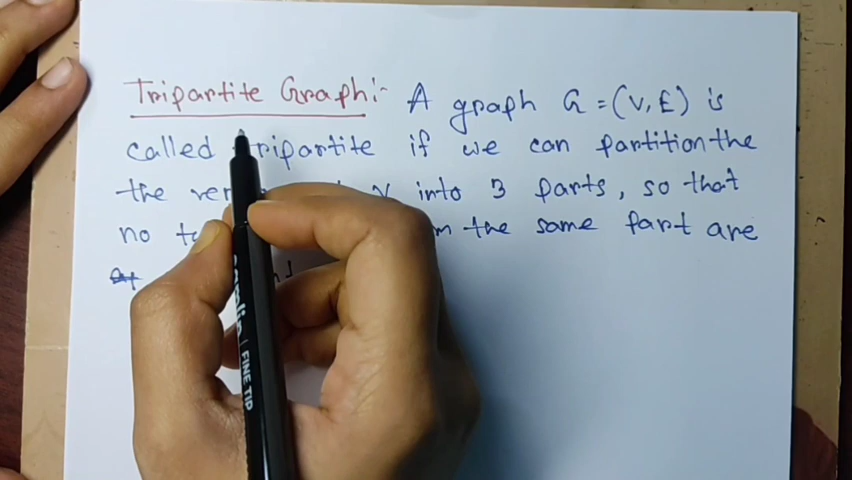 Tripartite Graph:- A graph G = (V, E) is
called tripartite if we can partition the
the V into 3 parts, so that
no the same part are
FINE TIP